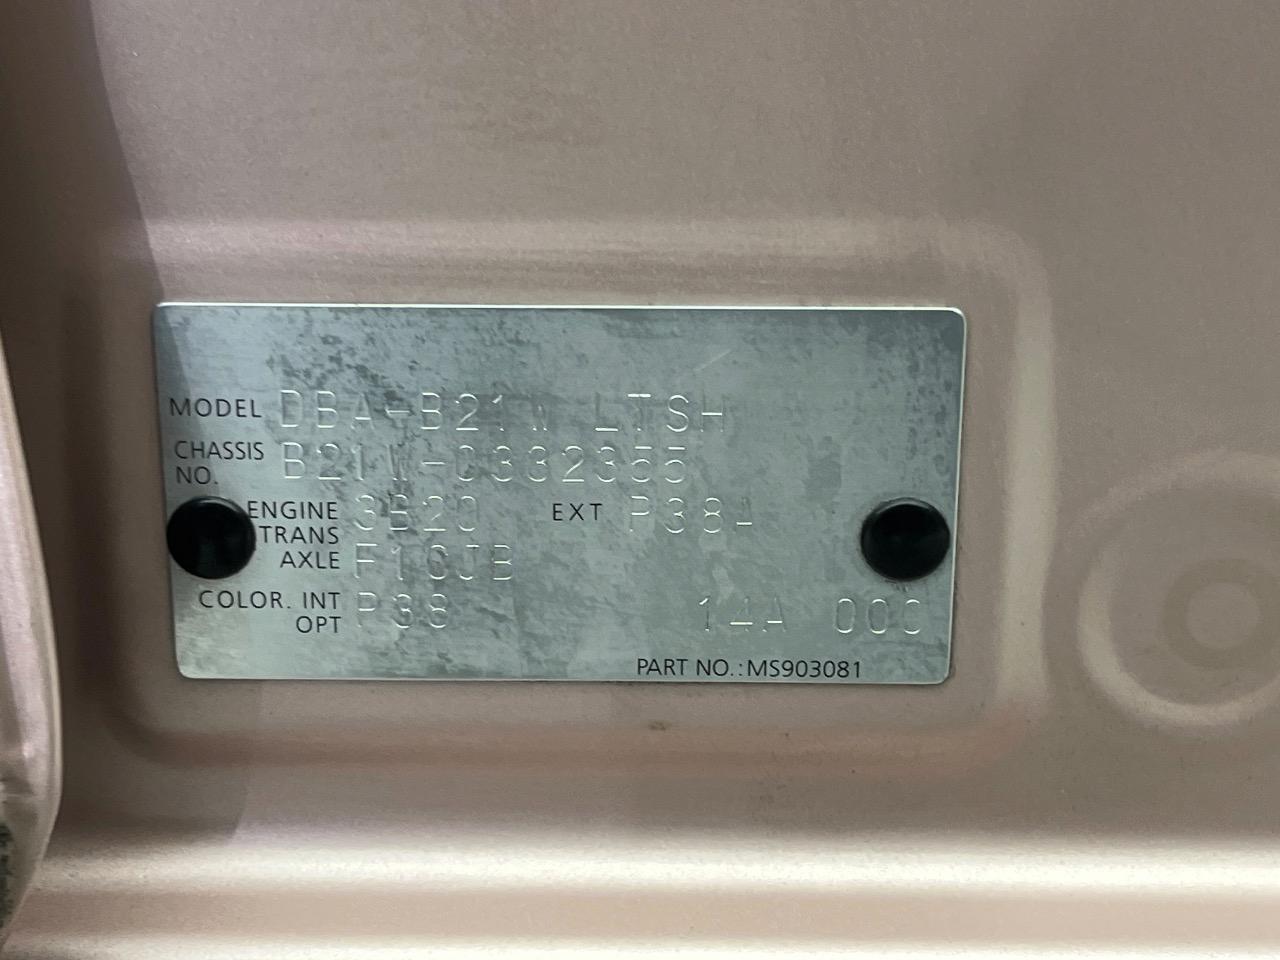 MODEL DBA-B21W LTSH
CHASSIS NO. B21W-0332355
ENGINE 3B20 EXT P38A
TRANS AXLE F1CJB
COLOR. INT OPT P38 14A 000
PART NO.: MS903081